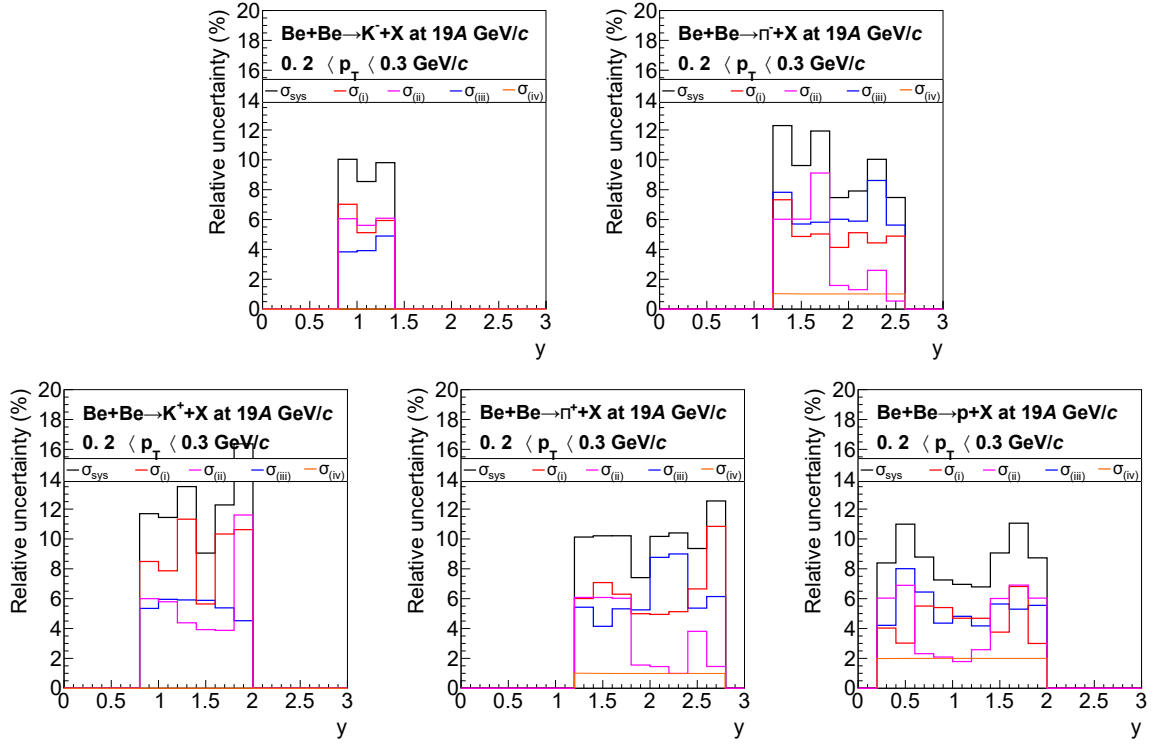 Be+Be→K⁻+X at 19A GeV/c
0. 2 〈 p_T 〈 0.3 GeV/c
σ_sys σ_(i) σ_(ii) σ_(iii) σ_(iv)
Relative uncertainty (%)
20
18
16
14
12
10
8
6
4
2
0
0 0.5 1 1.5 2 2.5 3
y
Be+Be→π⁻+X at 19A GeV/c
0. 2 〈 p_T 〈 0.3 GeV/c
σ_sys σ_(i) σ_(ii) σ_(iii) σ_(iv)
Relative uncertainty (%)
20
18
16
14
12
10
8
6
4
2
0
0 0.5 1 1.5 2 2.5 3
y
Be+Be→K⁺+X at 19A GeV/c
0. 2 〈 p_T 〈 0.3 GeV/c
σ_sys σ_(i) σ_(ii) σ_(iii) σ_(iv)
Relative uncertainty (%)
20
18
16
14
12
10
8
6
4
2
0
0 0.5 1 1.5 2 2.5 3
y
Be+Be→π⁺+X at 19A GeV/c
0. 2 〈 p_T 〈 0.3 GeV/c
σ_sys σ_(i) σ_(ii) σ_(iii) σ_(iv)
Relative uncertainty (%)
20
18
16
14
12
10
8
6
4
2
0
0 0.5 1 1.5 2 2.5 3
y
Be+Be→p+X at 19A GeV/c
0. 2 〈 p_T 〈 0.3 GeV/c
σ_sys σ_(i) σ_(ii) σ_(iii) σ_(iv)
Relative uncertainty (%)
20
18
16
14
12
10
8
6
4
2
0
0 0.5 1 1.5 2 2.5 3
y